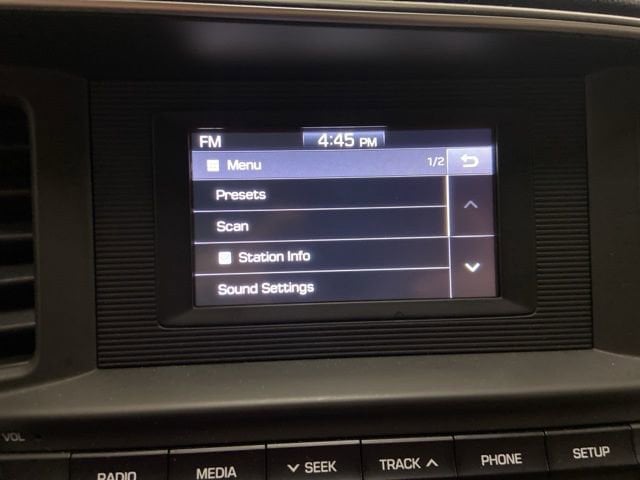 FM 4:45 PM
Menu 1/2
Presets
Scan
Station Info
Sound Settings
VOL
RADIO MEDIA SEEK TRACK PHONE SETUP